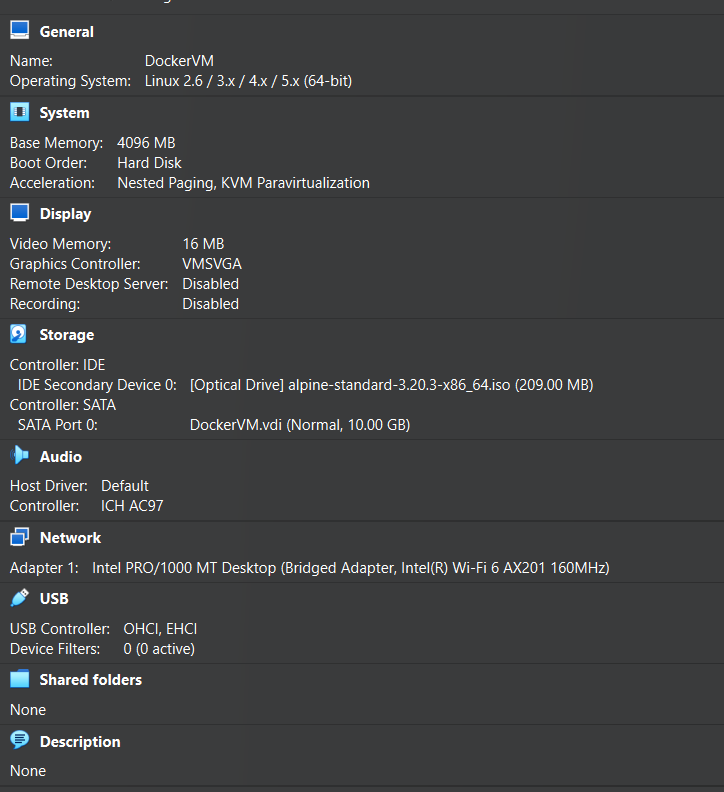 General
Name: DockerVM
Operating System: Linux 2.6 / 3.x / 4.x / 5.x (64-bit)
System
Base Memory: 4096 MB
Boot Order: Hard Disk
Acceleration: Nested Paging, KVM Paravirtualization
Display
Video Memory: 16 MB
Graphics Controller: VMSVGA
Remote Desktop Server: Disabled
Recording: Disabled
Storage
Controller: IDE
IDE Secondary Device 0: [Optical Drive] alpine-standard-3.20.3-x86_64.iso (209.00 MB)
Controller: SATA
SATA Port 0: DockerVM.vdi (Normal, 10.00 GB)
Audio
Host Driver: Default
Controller: ICH AC97
Network
Adapter 1: Intel PRO/1000 MT Desktop (Bridged Adapter, Intel(R) Wi-Fi 6 AX201 160MHz)
USB
USB Controller: OHCI, EHCI
Device Filters: 0 (0 active)
Shared folders
None
Description
None